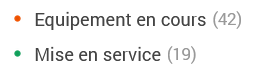 Equipement en cours (42)
Mise en service (19)